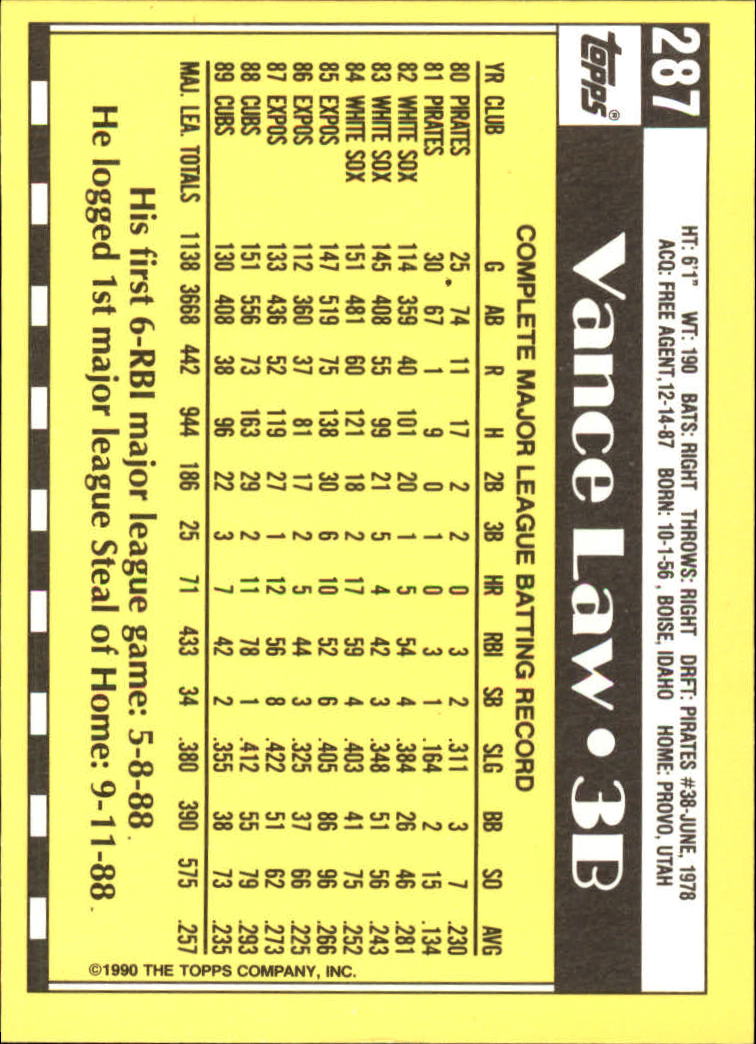 287
topps®
HT: 6'1" WT: 190 BATS: RIGHT THROWS: RIGHT DRFT: PIRATES #38-JUNE, 1978
ACQ: FREE AGENT, 12-14-87 BORN: 10-1-56, BOISE, IDAHO HOME: PROVO, UTAH
Vance Law • 3B
COMPLETE MAJOR LEAGUE BATTING RECORD
YR CLUB G AB R H 2B 3B HR RBI SB SLG BB SO AVG
80 PIRATES 25 74 11 17 2 2 0 3 2 .311 3 7 .230
81 PIRATES 30 67 1 9 0 1 0 3 1 .164 2 15 .134
82 WHITE SOX 114 359 40 101 20 1 5 54 4 .384 26 46 .281
83 WHITE SOX 145 408 55 99 21 5 4 42 3 .348 51 56 .243
84 WHITE SOX 151 481 60 121 18 2 17 59 4 .403 41 75 .252
85 EXPOS 147 519 75 138 30 6 10 52 6 .405 86 96 .266
86 EXPOS 112 360 37 81 17 2 5 44 3 .325 37 66 .225
87 EXPOS 133 436 52 119 27 1 12 56 8 .422 51 62 .273
88 CUBS 151 556 73 163 29 2 11 78 1 .412 55 79 .293
89 CUBS 130 408 38 96 22 3 7 42 2 .355 38 73 .235
MAJ. LEA. TOTALS 1138 3668 442 944 186 25 71 433 34 .380 390 575 .257
His first 6-RBI major league game: 5-8-88.
He logged 1st major league Steal of Home: 9-11-88.
©1990 THE TOPPS COMPANY, INC.